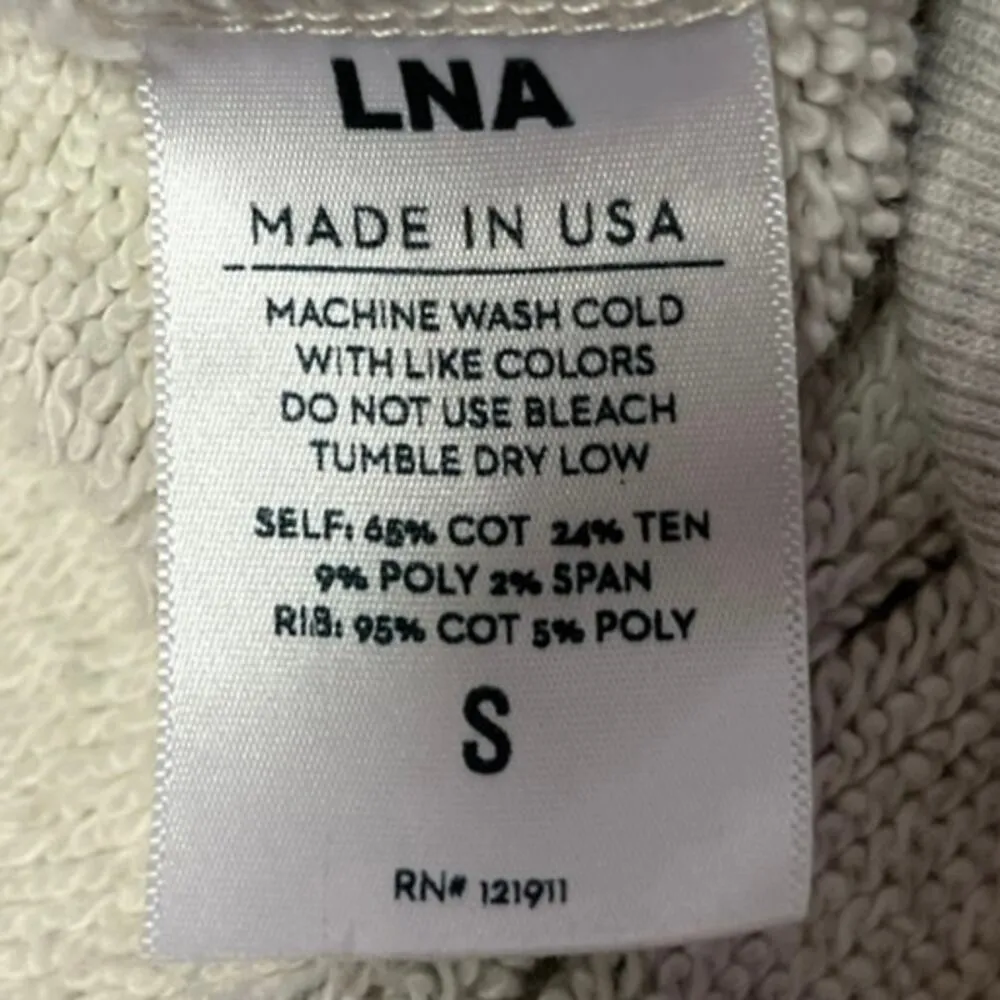 LNA
MADE IN USA
MACHINE WASH COLD
WITH LIKE COLORS
DO NOT USE BLEACH
TUMBLE DRY LOW
SELF: 65% COT 24% TEN
9% POLY 2% SPAN
RIB: 95% COT 5% POLY
S
RN# 121911